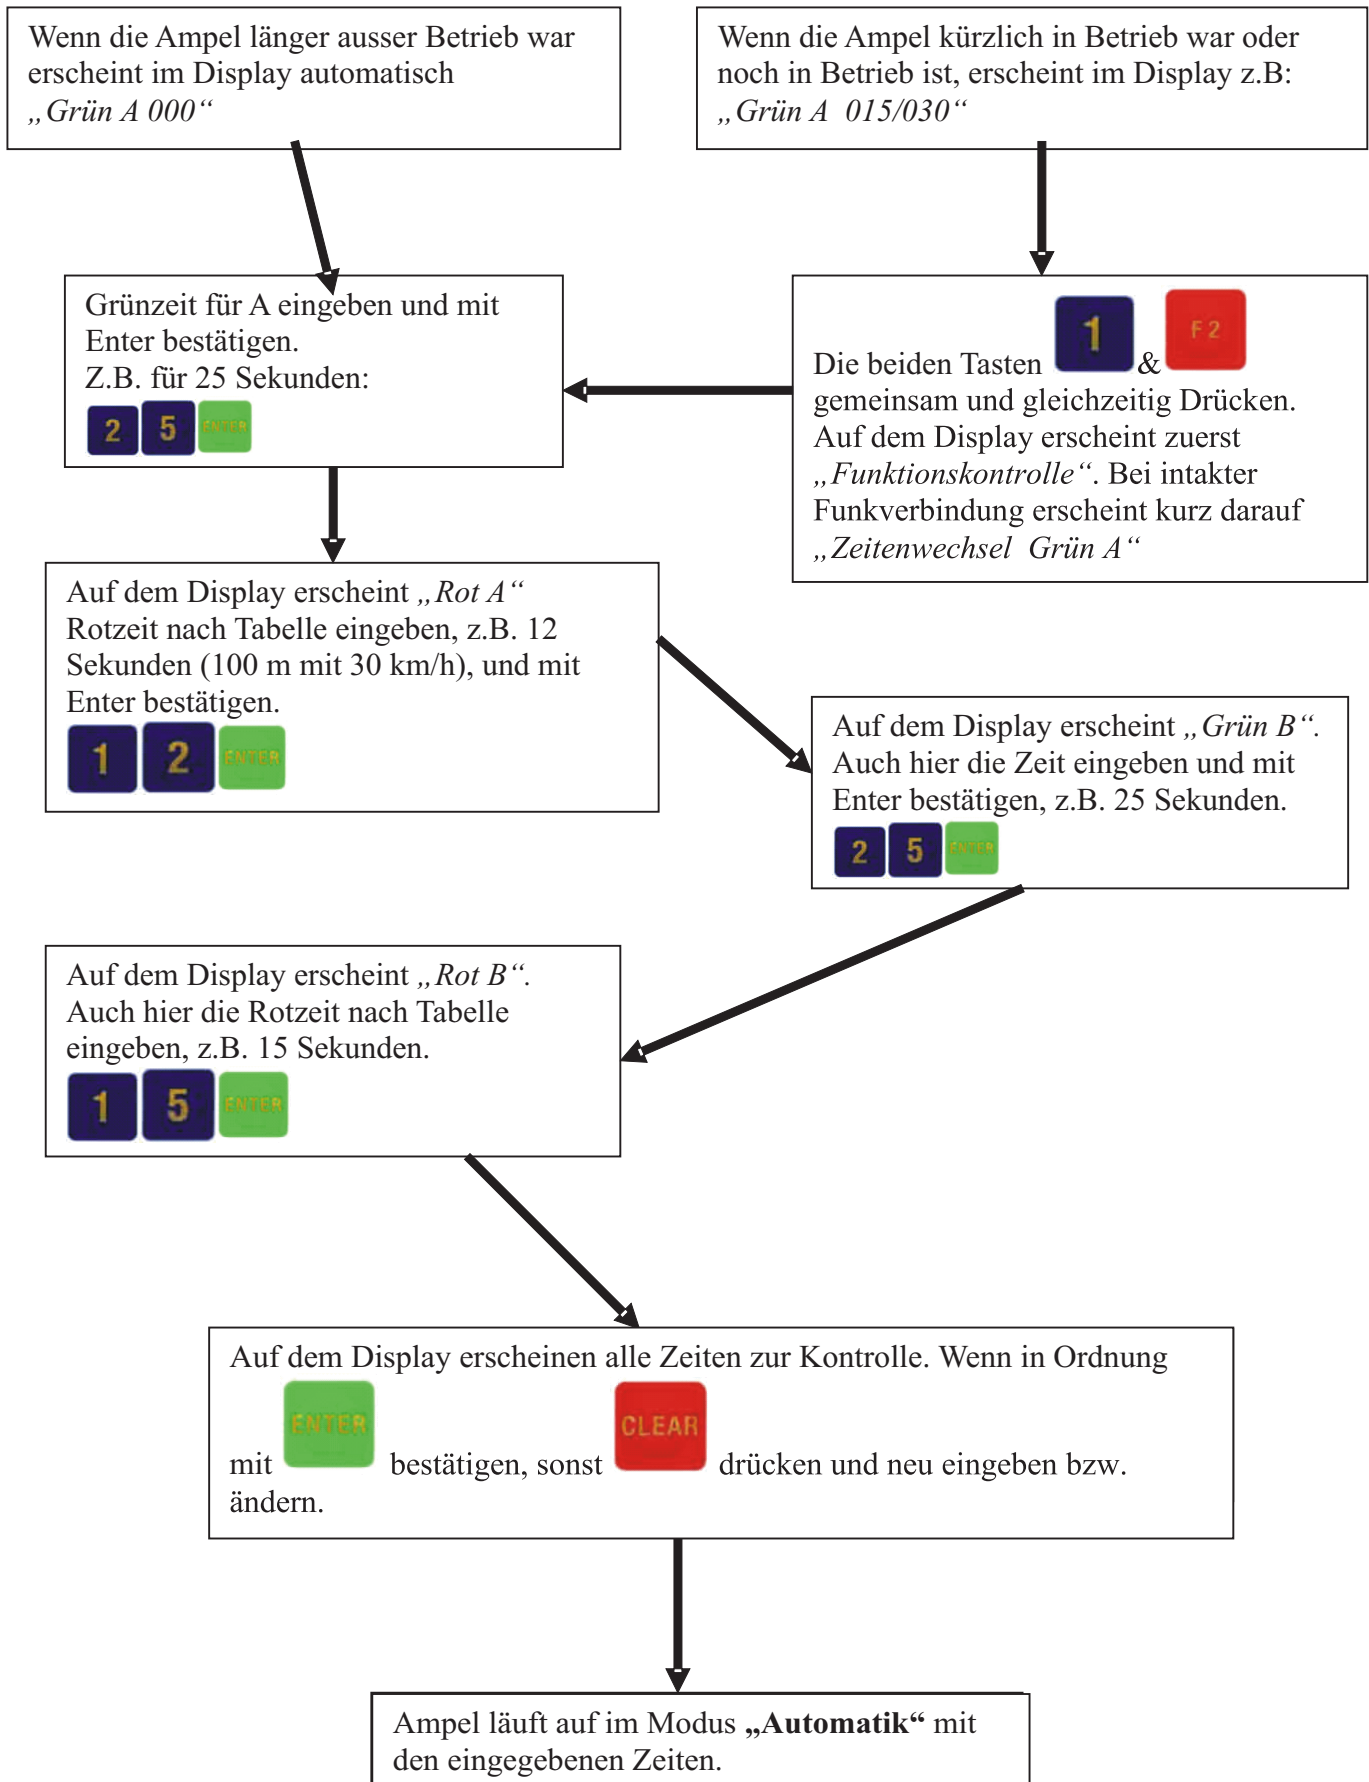 Wenn die Ampel länger ausser Betrieb war
erscheint im Display automatisch
„Grün A 000“
Wenn die Ampel kürzlich in Betrieb war oder
noch in Betrieb ist, erscheint im Display z.B:
„Grün A  015/030“
Grünzeit für A eingeben und mit
Enter bestätigen.
Z.B. für 25 Sekunden:
2 5 ENTER
Die beiden Tasten 1 & F 2
gemeinsam und gleichzeitig Drücken.
Auf dem Display erscheint zuerst
„Funktionskontrolle“. Bei intakter
Funkverbindung erscheint kurz darauf
„Zeitenwechsel  Grün A“
Auf dem Display erscheint „Rot A“
Rotzeit nach Tabelle eingeben, z.B. 12
Sekunden (100 m mit 30 km/h), und mit
Enter bestätigen.
1 2 ENTER
Auf dem Display erscheint „Grün B“.
Auch hier die Zeit eingeben und mit
Enter bestätigen, z.B. 25 Sekunden.
2 5 ENTER
Auf dem Display erscheint „Rot B“.
Auch hier die Rotzeit nach Tabelle
eingeben, z.B. 15 Sekunden.
1 5 ENTER
Auf dem Display erscheinen alle Zeiten zur Kontrolle. Wenn in Ordnung
mit ENTER bestätigen, sonst CLEAR drücken und neu eingeben bzw.
ändern.
Ampel läuft auf im Modus „Automatik“ mit
den eingegebenen Zeiten.